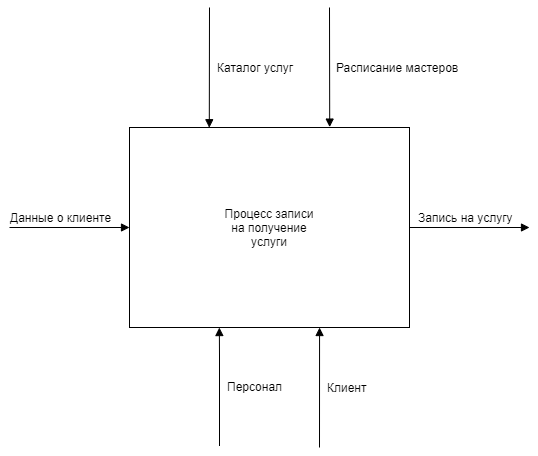 Каталог услуг
Расписание мастеров
Данные о клиенте
Процесс записи
на получение
услуги
Запись на услугу
Персонал
Клиент